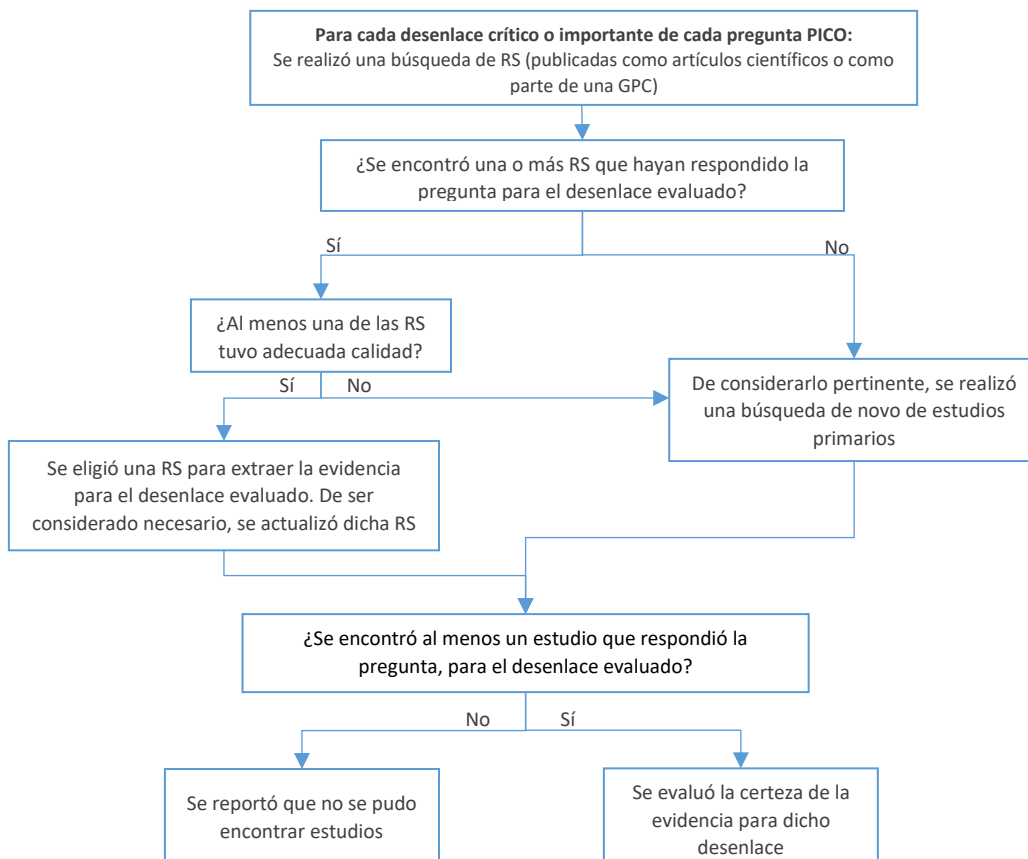 Para cada desenlace crítico o importante de cada pregunta PICO:
Se realizó una búsqueda de RS (publicadas como artículos científicos o como
parte de una GPC)
¿Se encontró una o más RS que hayan respondido la
pregunta para el desenlace evaluado?
Sí
No
¿Al menos una de las RS
tuvo adecuada calidad?
Sí
No
De considerarlo pertinente, se realizó
una búsqueda de novo de estudios
primarios
Se eligió una RS para extraer la evidencia
para el desenlace evaluado. De ser
considerado necesario, se actualizó dicha RS
¿Se encontró al menos un estudio que respondió la
pregunta, para el desenlace evaluado?
No
Sí
Se reportó que no se pudo
encontrar estudios
Se evaluó la certeza de la
evidencia para dicho
desenlace